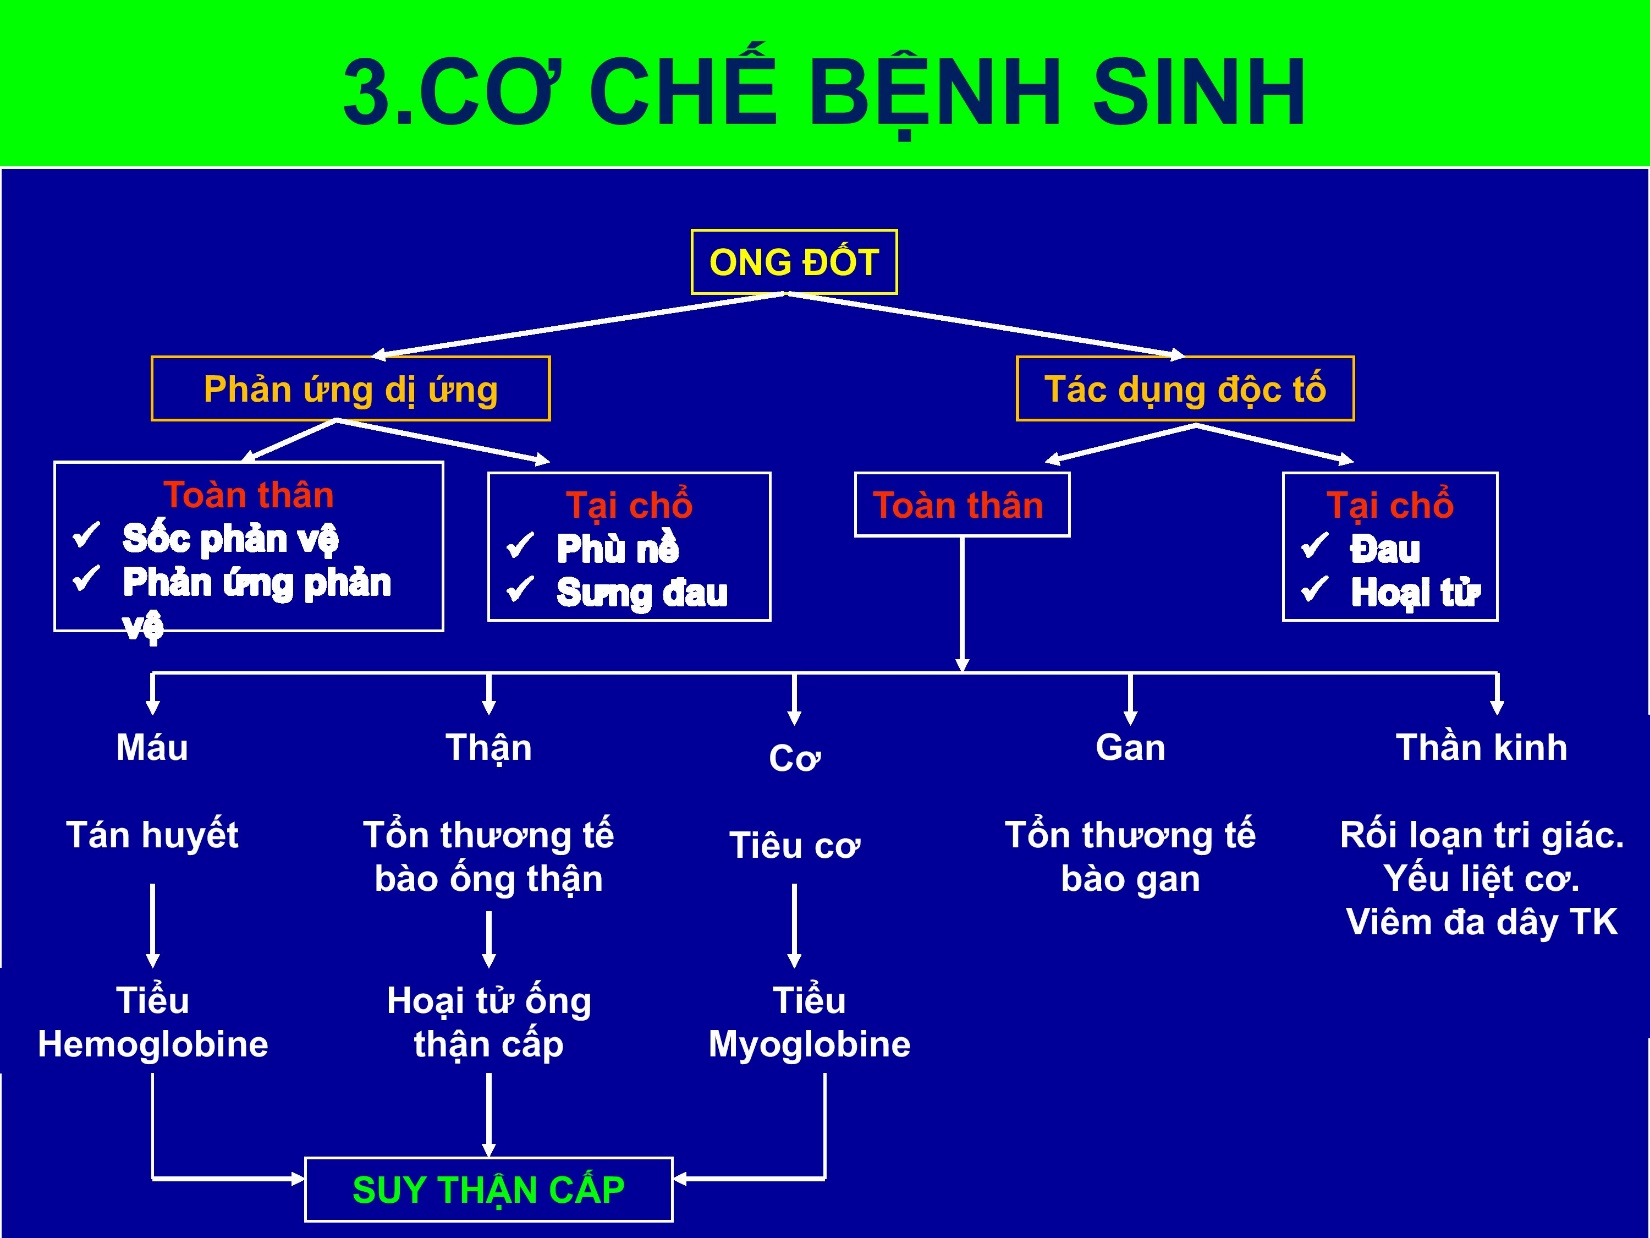 3.CƠ CHẾ BỆNH SINH
ONG ĐỐT
Phản ứng dị ứng
Tác dụng độc tố
Toàn thân
✓ Sốc phản vệ
✓ Phản ứng phản
vệ
Tại chổ
✓ Phù nề
✓ Sưng đau
Toàn thân
Tại chổ
✓ Đau
✓ Hoại tử
Máu
Thận
Cơ
Gan
Thần kinh
Tán huyết
Tổn thương tế
bào ống thận
Tiêu cơ
Tổn thương tế
bào gan
Rối loạn tri giác.
Yếu liệt cơ.
Viêm đa dây TK
Tiểu
Hemoglobine
Hoại tử ống
thận cấp
Tiểu
Myoglobine
SUY THẬN CẤP